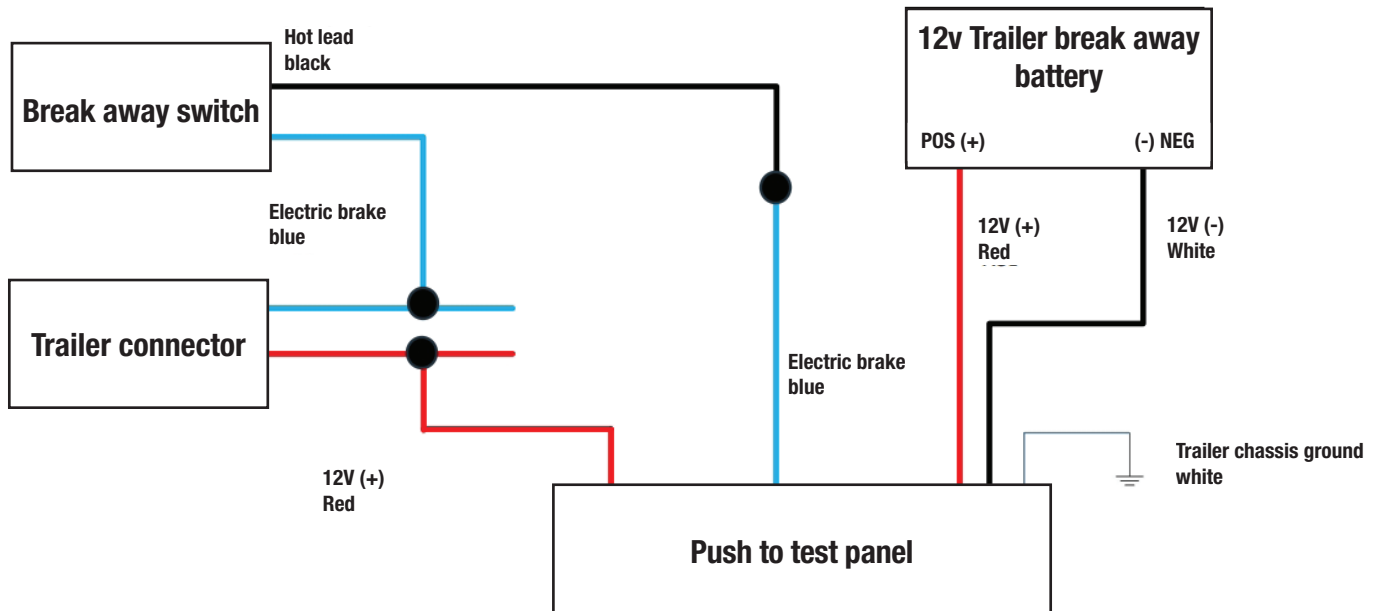 Hot lead
black
12v Trailer break away
battery
Break away switch
POS (+)
(-) NEG
Electric brake
blue
12V (+)
Red
12V (-)
White
Trailer connector
Electric brake
blue
12V (+)
Red
Trailer chassis ground
white
Push to test panel